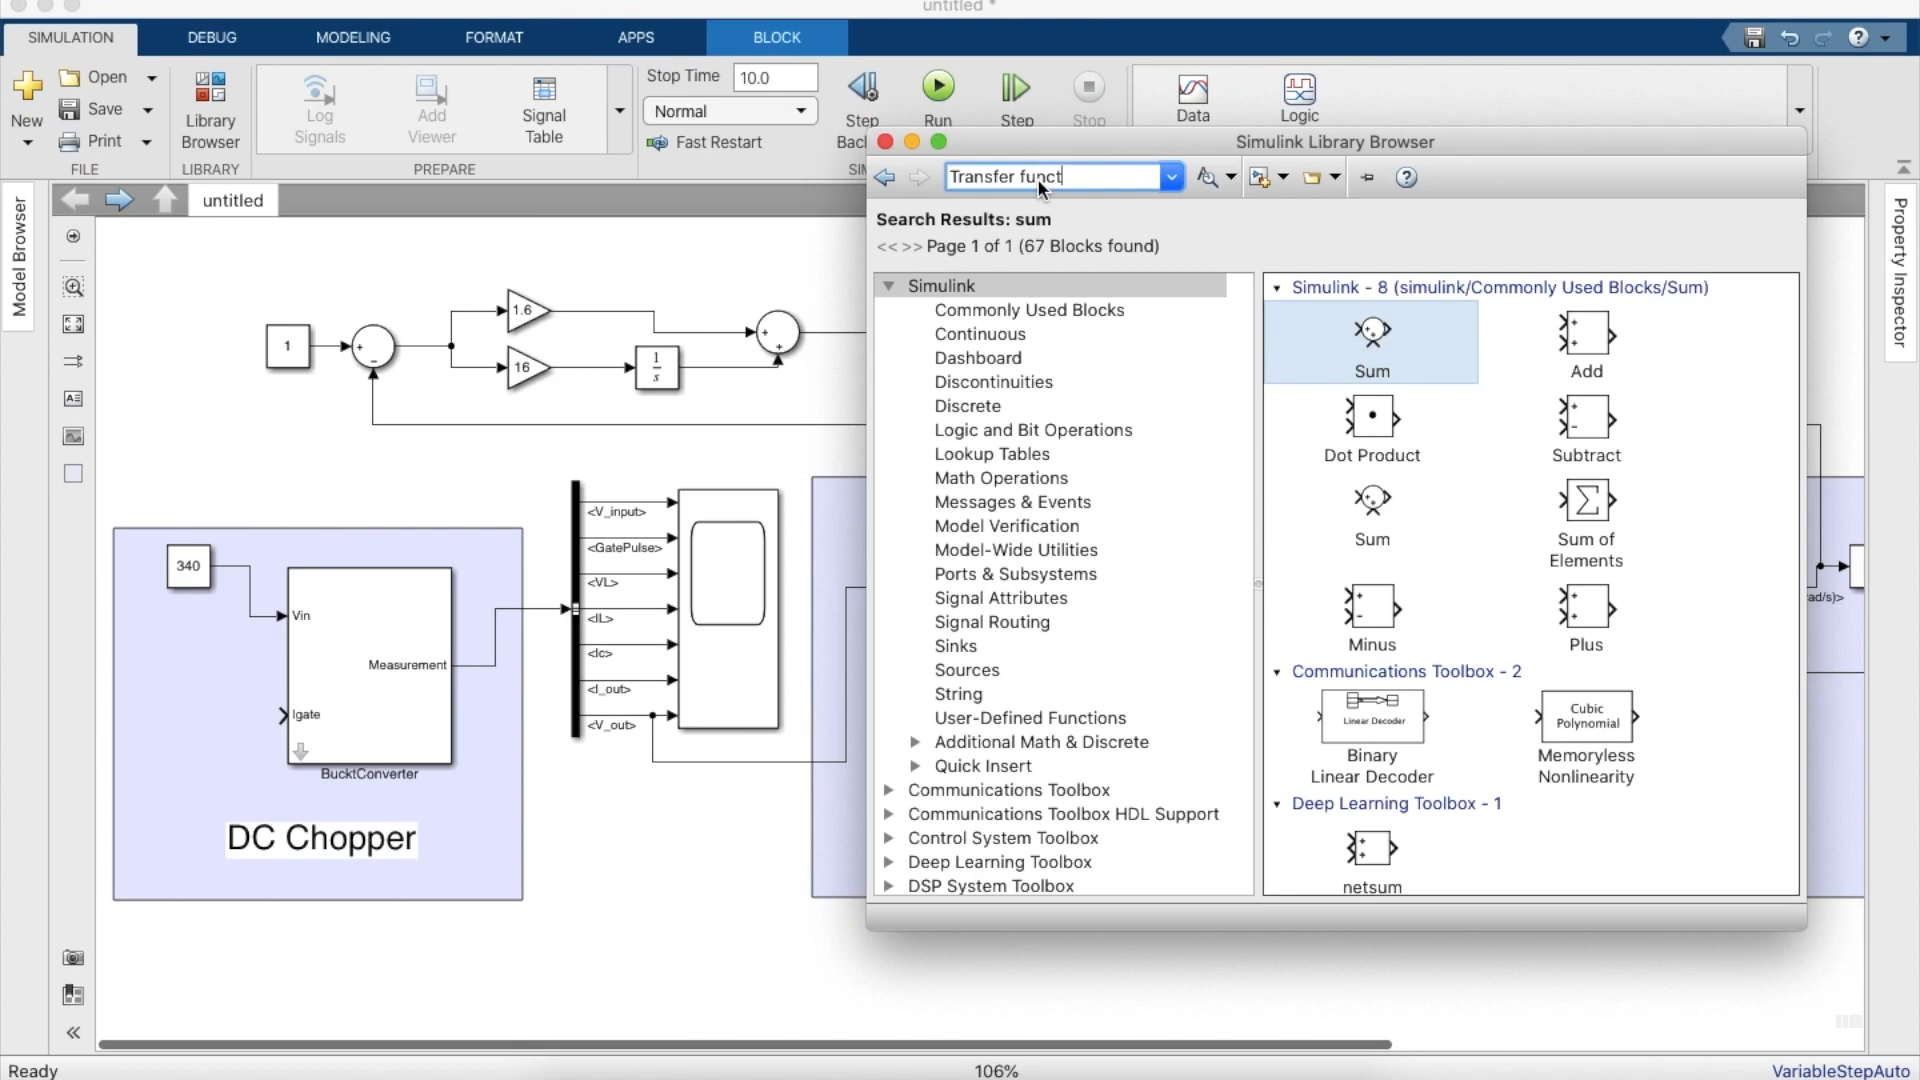 untitled *
SIMULATION
DEBUG
MODELING
FORMAT
APPS
BLOCK
New
Open
Save
Print
FILE
Library
Browser
LIBRARY
Log
Signals
Add
Viewer
Signal
Table
PREPARE
Stop Time 10.0
Normal
Fast Restart
Step
Run
Step
Stop
Data
Logic
Simulink Library Browser
Transfer funct
Search Results: sum
<< >> Page 1 of 1 (67 Blocks found)
Simulink
Commonly Used Blocks
Continuous
Dashboard
Discontinuities
Discrete
Logic and Bit Operations
Lookup Tables
Math Operations
Messages & Events
Model Verification
Model-Wide Utilities
Ports & Subsystems
Signal Attributes
Signal Routing
Sinks
Sources
String
User-Defined Functions
Additional Math & Discrete
Quick Insert
Communications Toolbox
Communications Toolbox HDL Support
Control System Toolbox
Deep Learning Toolbox
DSP System Toolbox
Simulink - 8 (simulink/Commonly Used Blocks/Sum)
Sum
Add
Dot Product
Subtract
Sum
Sum of
Elements
Minus
Plus
Communications Toolbox - 2
Linear Decoder
Binary
Linear Decoder
Cubic
Polynomial
Memoryless
Nonlinearity
Deep Learning Toolbox - 1
netsum
Model Browser
untitled
Property Inspector
1
1.6
16
1
s
340
Vin
Measurement
Igate
BucktConverter
DC Chopper
<V_input>
<GatePulse>
<VL>
<IL>
<Ic>
<I_out>
<V_out>
ad/s)>
Ready
106%
VariableStepAuto